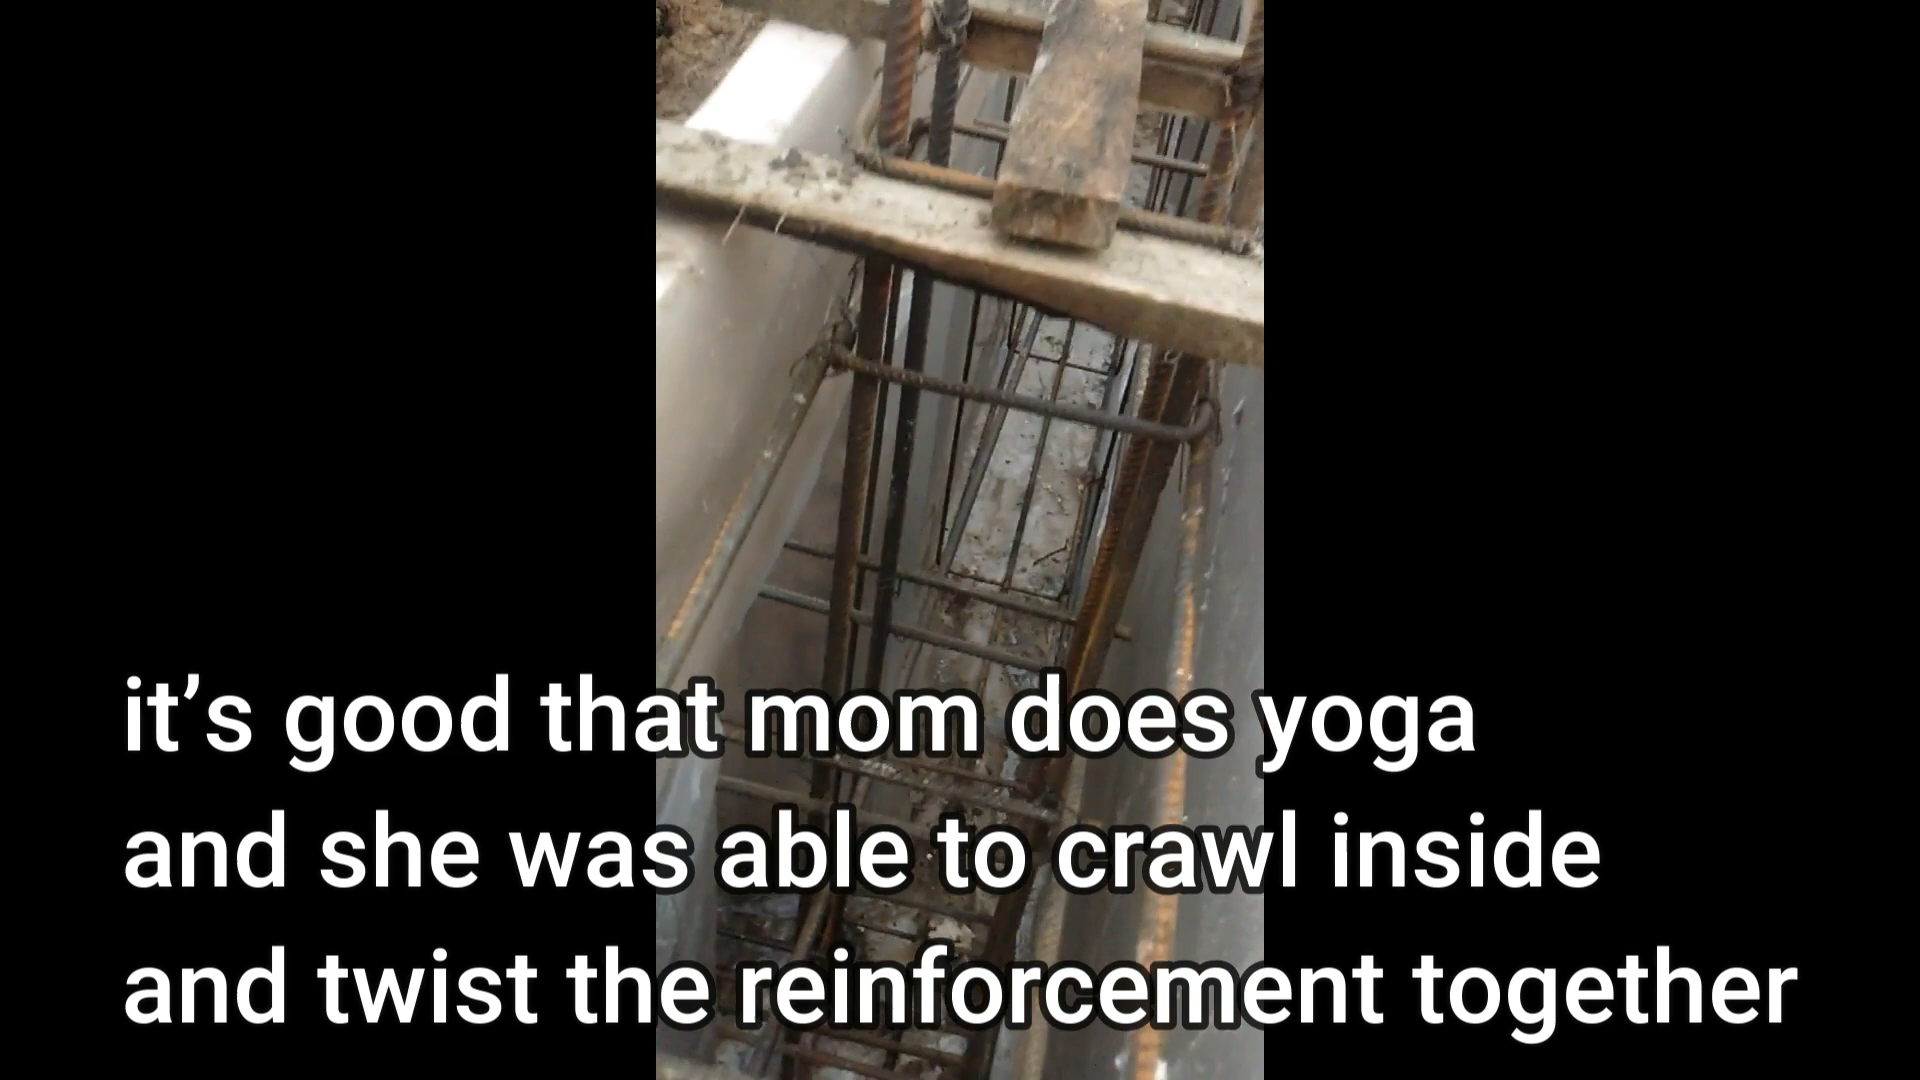 it’s good that mom does yoga
and she was able to crawl inside
and twist the reinforcement together